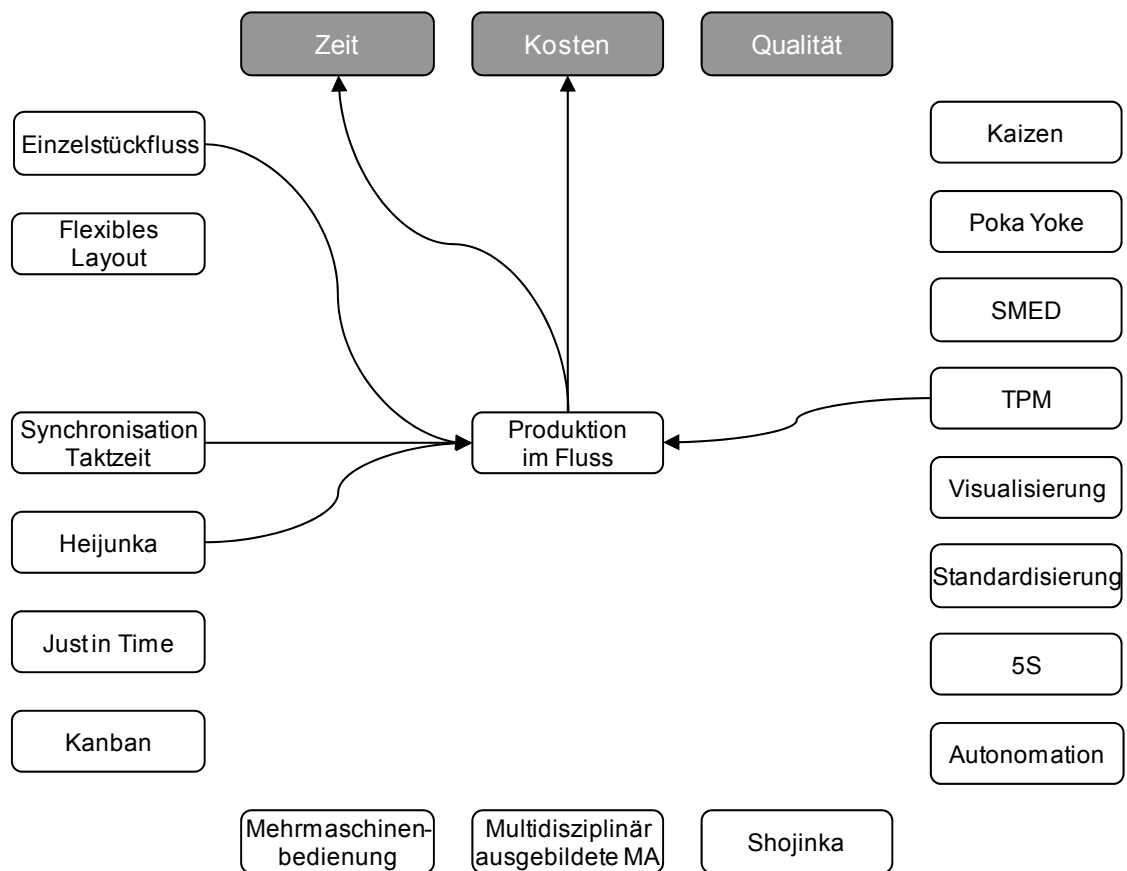 Zeit
Kosten
Qualität
Einzelstückfluss
Flexibles
Layout
Synchronisation
Taktzeit
Heijunka
Just in Time
Kanban
Produktion
im Fluss
Kaizen
Poka Yoke
SMED
TPM
Visualisierung
Standardisierung
5S
Autonomation
Mehrmaschinen-
bedienung
Multidisziplinär
ausgebildete MA
Shojinka